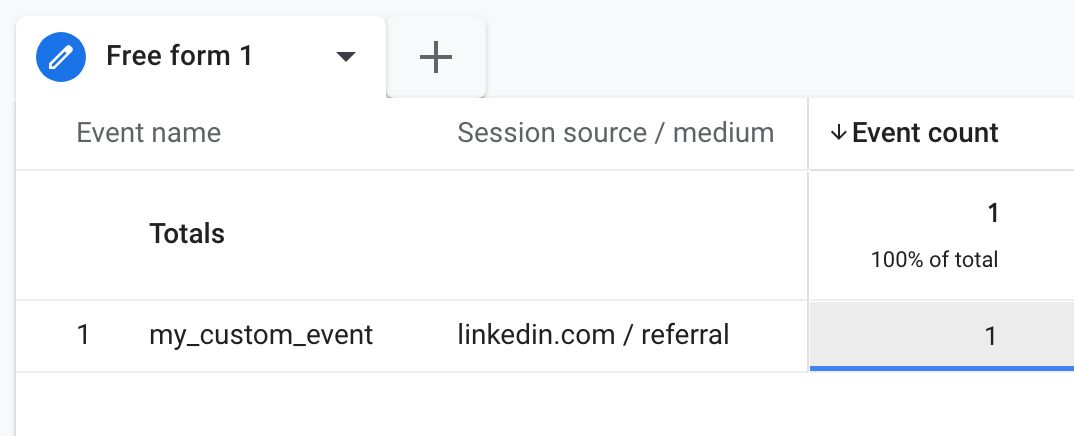 Free form 1
Event name Session source / medium Event count
1
Totals
100% of total
1 my_custom_event linkedin.com / referral 1